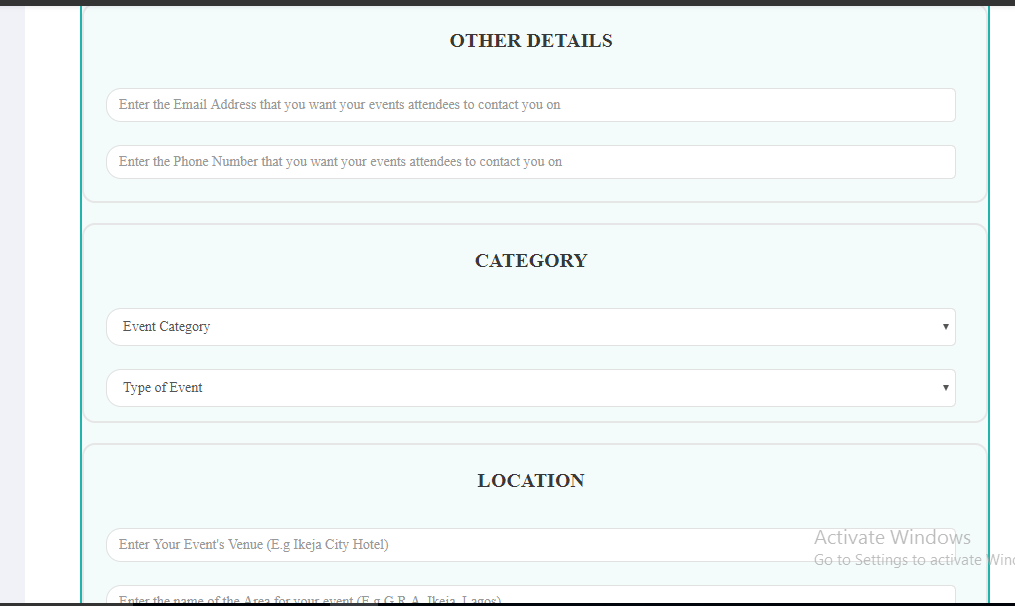 OTHER DETAILS
Enter the Email Address that you want your events attendees to contact you on
Enter the Phone Number that you want your events attendees to contact you on
CATEGORY
Event Category
Type of Event
LOCATION
Enter Your Event's Venue (E.g Ikeja City Hotel)
Activate Windows
Go to Settings to activate Win
Enter the name of the Area for your event (E.g G.R.A, Ikeja, Lagos)